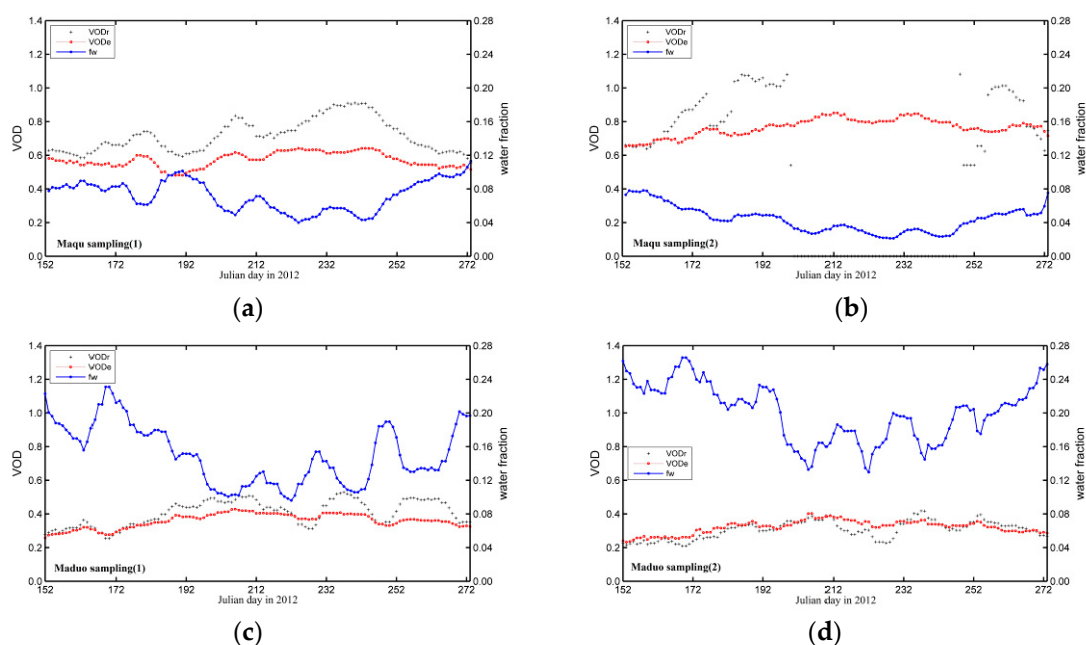 1.4 0.28 1.4 0.28
VODr VODr
VODe VODe
fw fw
1.2 0.24 1.2 0.24
1.0 0.20 1.0 0.20
0.8 0.16 0.8 0.16
VOD water fraction VOD water fraction
0.6 0.12 0.6 0.12
0.4 0.08 0.4 0.08
0.2 0.04 0.2 0.04
Maqu sampling(1) Maqu sampling(2)
0.0 0.00 0.0 0.00
152 172 192 212 232 252 272 152 172 192 212 232 252 272
Julian day in 2012 Julian day in 2012
(a) (b)
1.4 0.28 1.4 0.28
VODr
VODe
fw
1.2 0.24 1.2 0.24
1.0 0.20 1.0 0.20
0.8 0.16 0.8 0.16
VOD water fraction VOD water fraction
VODr
VODe
fw
0.6 0.12 0.6 0.12
0.4 0.08 0.4 0.08
0.2 0.04 0.2 0.04
Maduo sampling(1) Maduo sampling(2)
0.0 0.00 0.0 0.00
152 172 192 212 232 252 272 152 172 192 212 232 252 272
Julian day in 2012 Julian day in 2012
(c) (d)